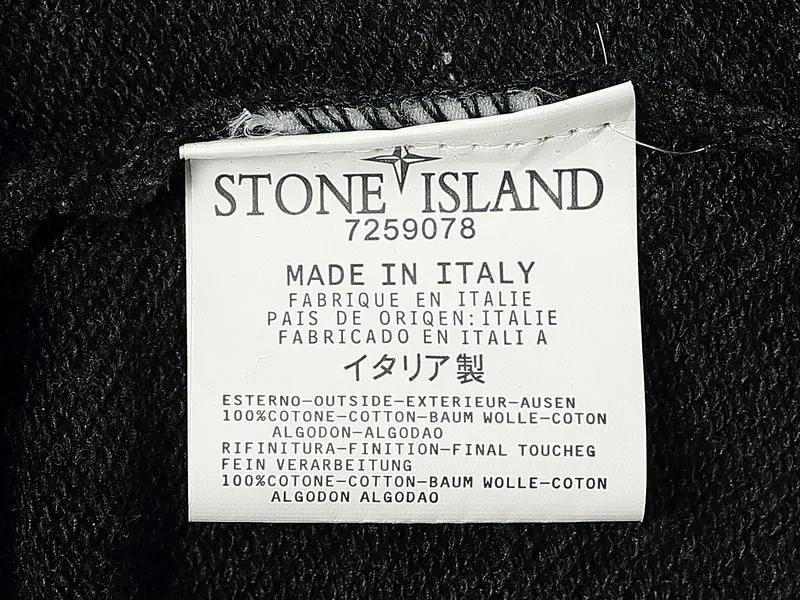 STONE ISLAND
7259078
MADE IN ITALY
FABRIQUE EN ITALIE
PAIS DE ORIQEN:ITALIE
FABRICADO EN ITALI A
イタリア製
ESTERNO-OUTSIDE-EXTERIEUR-AUSEN
100%COTONE-COTTON-BAUM WOLLE-COTON
ALGODON-ALGODAO
RIFINITURA-FINITION-FINAL TOUCHEG
FEIN VERARBEITUNG
100%COTONE-COTTON-BAUM WOLLE-COTON
ALGODON ALGODAO